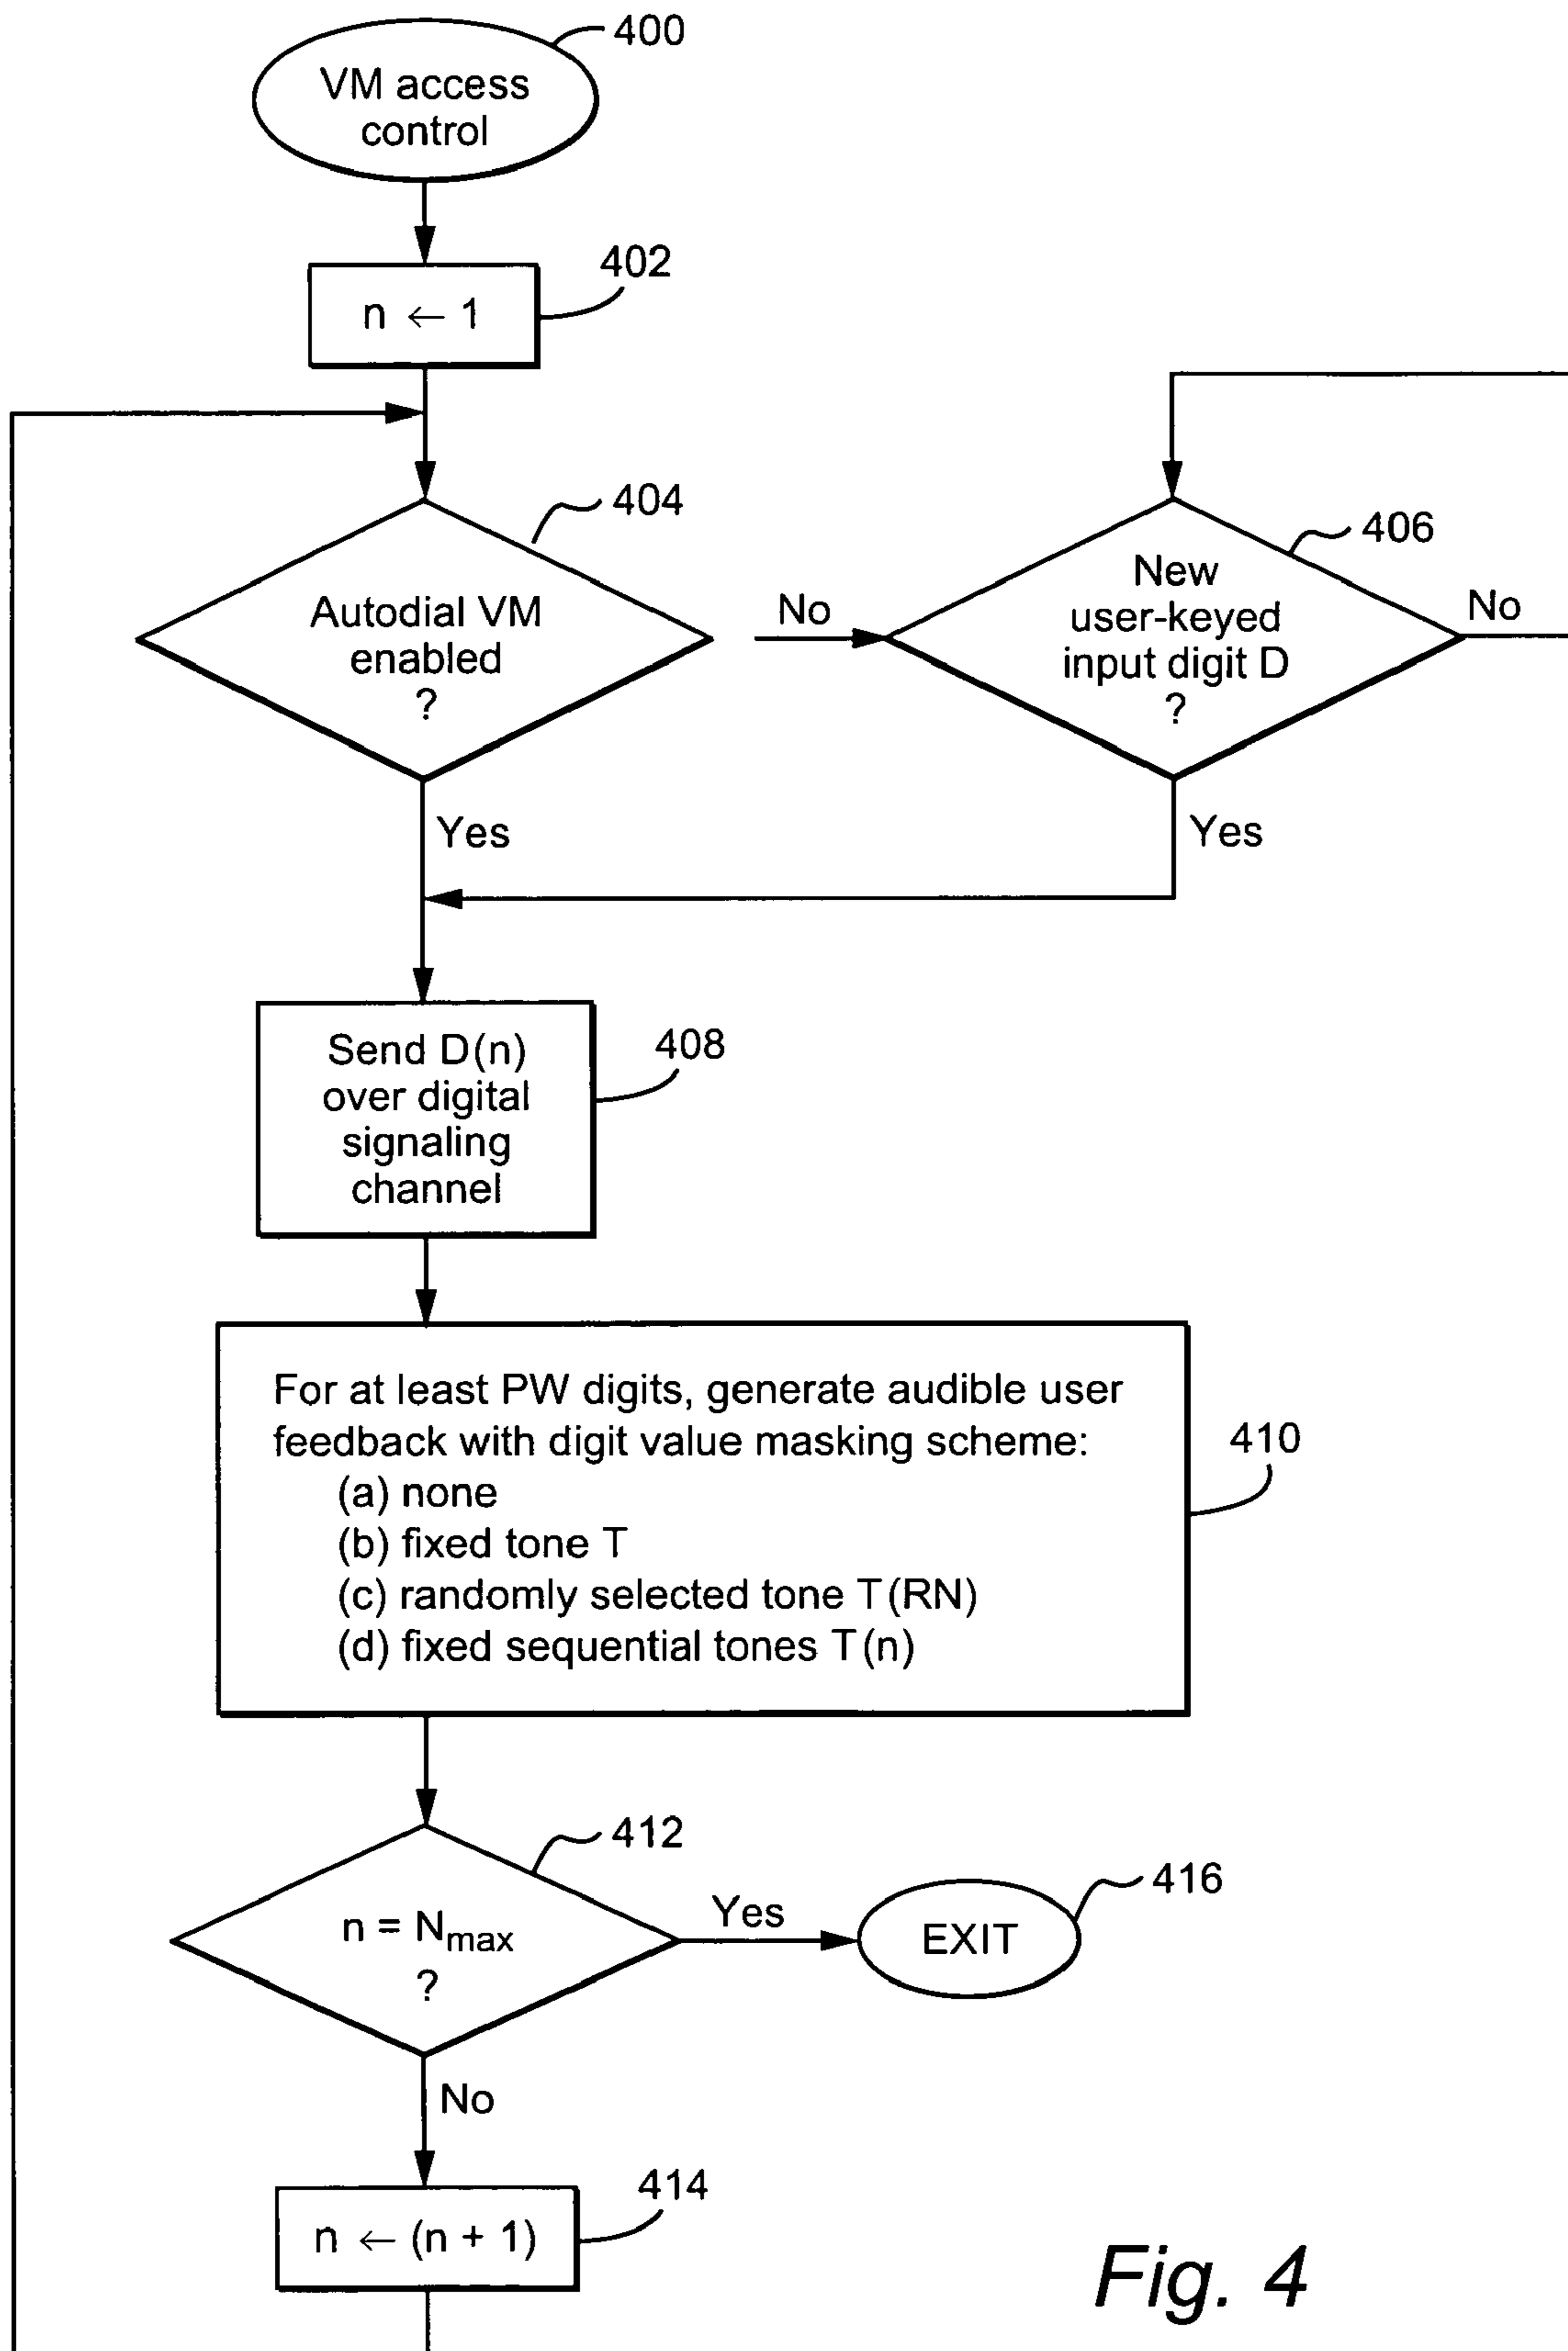 400
VM access
control
402
n ← 1
404
Autodial VM
enabled
?
No
406
New
user-keyed
input digit D
?
No
Yes
Yes
Send D(n)
over digital
signaling
channel
408
For at least PW digits, generate audible user
feedback with digit value masking scheme:
(a) none
(b) fixed tone T
(c) randomly selected tone T(RN)
(d) fixed sequential tones T(n)
410
412
n = Nmax
?
Yes
EXIT
416
No
414
n ← (n + 1)
Fig. 4